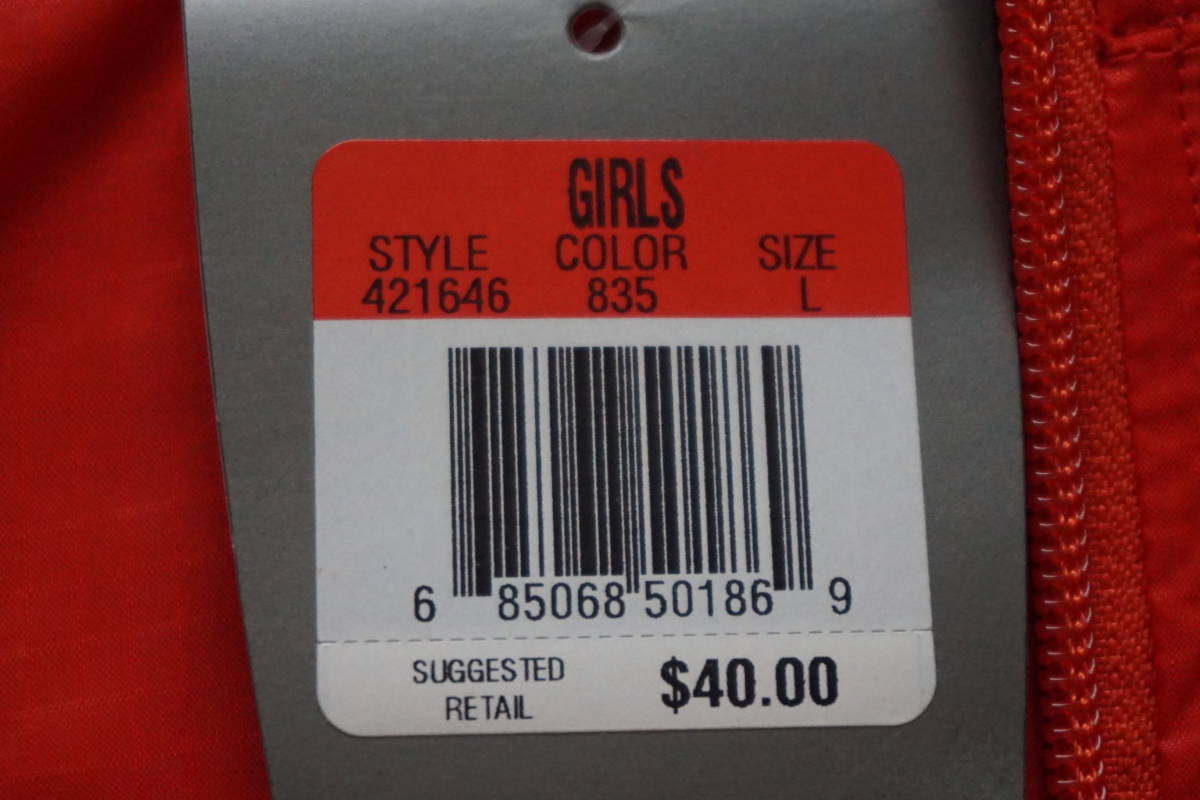 GIRLS
STYLE COLOR SIZE
421646 835 L
6 85068 50186 9
SUGGESTED RETAIL $40.00